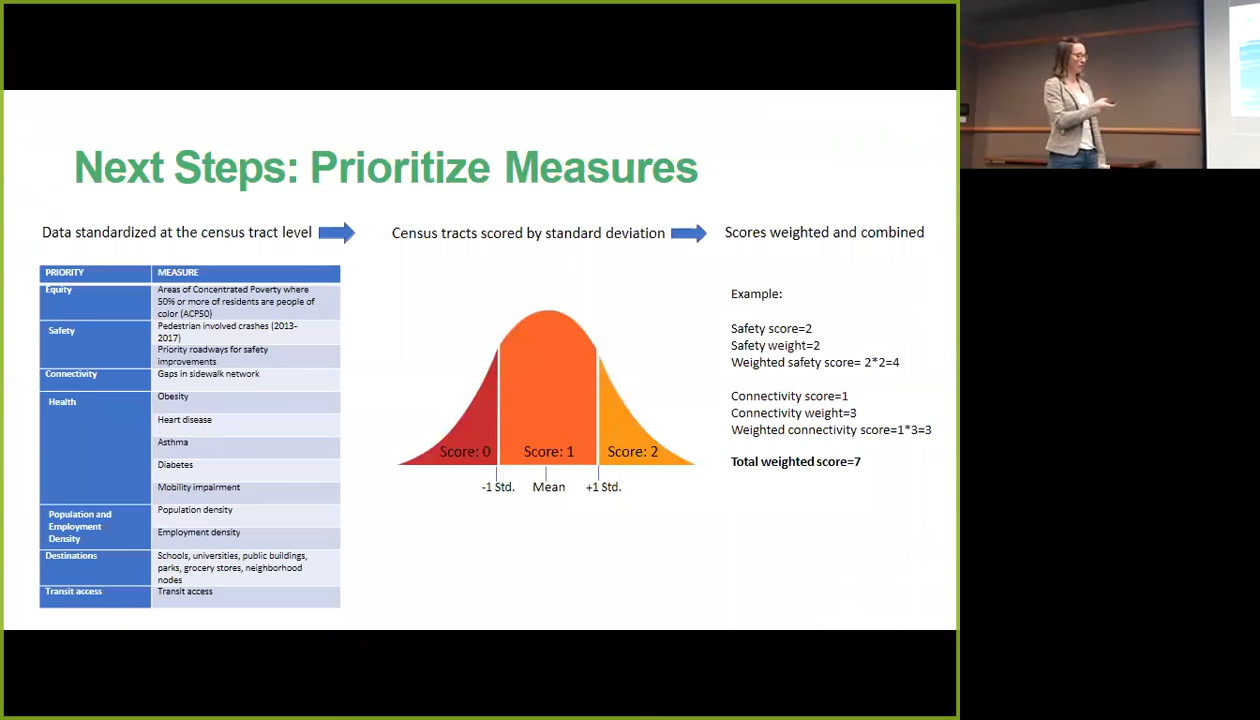 Next Steps: Prioritize Measures
Data standardized at the census tract level
Census tracts scored by standard deviation
Scores weighted and combined
PRIORITY MEASURE
Equity
Areas of Concentrated Poverty where
50% or more of residents are people of
color (ACP50)
Safety
Pedestrian involved crashes (2013-
2017)
Priority roadways for safety
improvements
Connectivity
Gaps in sidewalk network
Health
Obesity
Heart disease
Asthma
Diabetes
Mobility impairment
Population and
Employment
Density
Population density
Employment density
Destinations
Schools, universities, public buildings,
parks, grocery stores, neighborhood
nodes
Transit access
Transit access
Score: 0
Score: 1
Score: 2
-1 Std.
Mean
+1 Std.
Example:
Safety score=2
Safety weight=2
Weighted safety score= 2*2=4
Connectivity score=1
Connectivity weight=3
Weighted connectivity score=1*3=3
Total weighted score=7